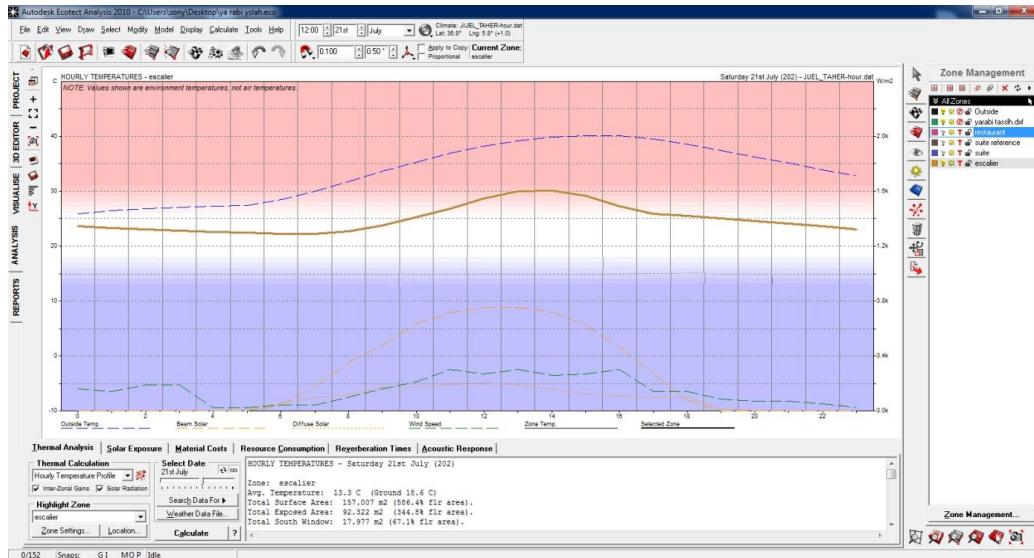 Autodesk Ecotect Analysis 2010 - C:\Users\sony\Desktop\ya rabi yslah.eco
File Edit View Draw Select Modify Model Display Calculate Tools Help
12:00 21st July
Climate: JIJEL_TAHER-hour.dat
Lat: 36.8° Lng: 5.8° (+1.0)
0.100 0.50° Apply to Copy Proportional Current Zone: escalier
PROJECT
3D EDITOR
VISUALISE
ANALYSIS
REPORTS
C HOURLY TEMPERATURES - escalier Saturday 21st July (202) - JIJEL_TAHER-hour.dat W/m2
NOTE: Values shown are environment temperatures, not air temperatures.
40 2.0k
30 1.6k
20 1.2k
10 0.8k
0 0.4k
-10 0.0k
0 2 4 6 8 10 12 14 16 18 20 22
Outside Temp. Beam Solar Diffuse Solar Wind Speed Zone Temp. Selected Zone
Thermal Analysis Solar Exposure Material Costs Resource Consumption Reverberation Times Acoustic Response
Thermal Calculation
Hourly Temperature Profile
Inter-Zonal Gains Solar Radiation
Highlight Zone
escalier
Zone Settings... Location...
Select Date
21st July
Search Data For
Weather Data File...
Calculate ?
HOURLY TEMPERATURES - Saturday 21st July (202)
Zone: escalier
Avg. Temperature: 13.3 C (Ground 18.6 C)
Total Surface Area: 157.007 m2 (586.4% flr area).
Total Exposed Area: 92.322 m2 (344.8% flr area).
Total South Window: 17.977 m2 (67.1% flr area).
Zone Management
All Zones
Outside
yarabi tasslh.dxf
restaurant
suite reference
suite
escalier
Zone Management...
0/152 Snaps: G I M O P Idle